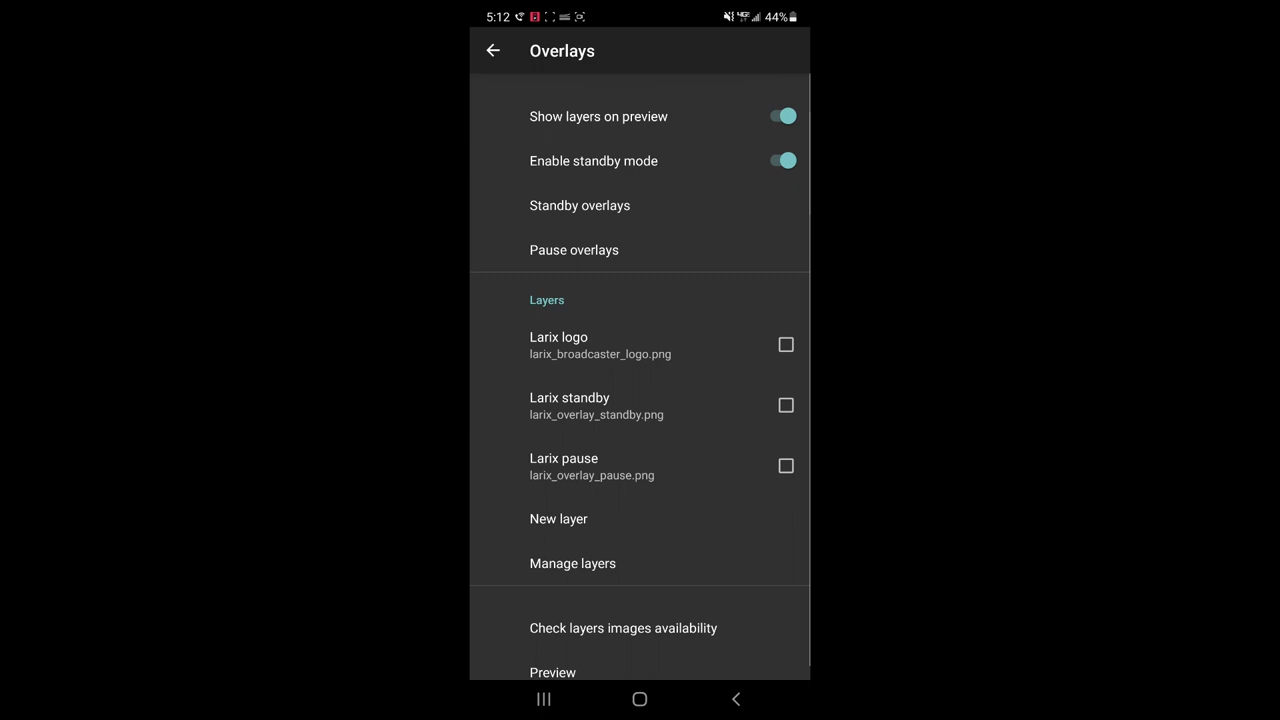 5:12 44%
Overlays
Show layers on preview
Enable standby mode
Standby overlays
Pause overlays
Layers
Larix logo
larix_broadcaster_logo.png
Larix standby
larix_overlay_standby.png
Larix pause
larix_overlay_pause.png
New layer
Manage layers
Check layers images availability
Preview